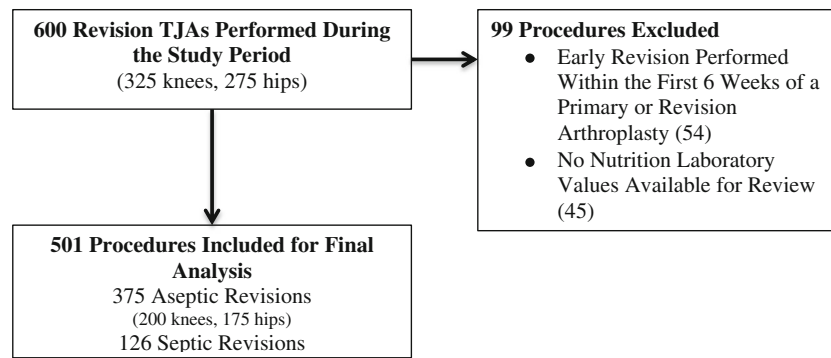 600 Revision TJAs Performed During
the Study Period
(325 knees, 275 hips)
99 Procedures Excluded
● Early Revision Performed
Within the First 6 Weeks of a
Primary or Revision
Arthroplasty (54)
● No Nutrition Laboratory
Values Available for Review
(45)
501 Procedures Included for Final
Analysis
375 Aseptic Revisions
(200 knees, 175 hips)
126 Septic Revisions